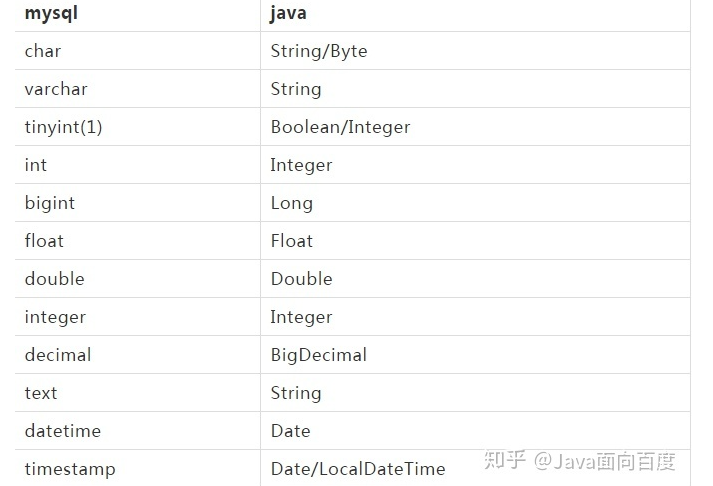 mysql java
char String/Byte
varchar String
tinyint(1) Boolean/Integer
int Integer
bigint Long
float Float
double Double
integer Integer
decimal BigDecimal
text String
datetime Date
timestamp Date/LocalDateTime
知乎 @Java面向百度